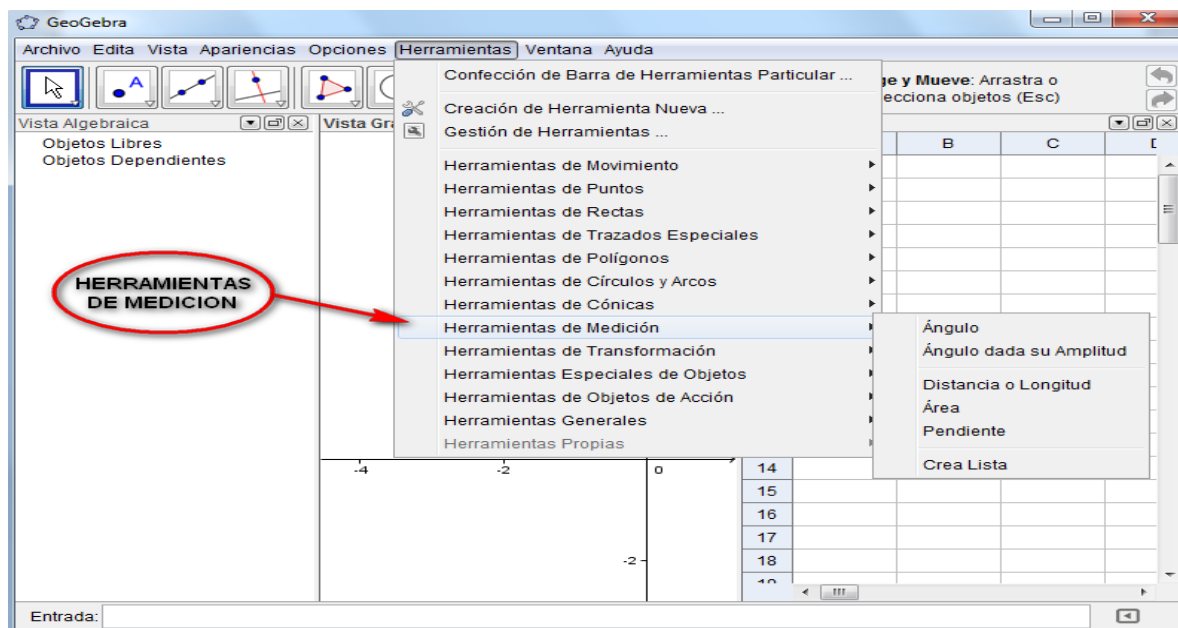 GeoGebra
Archivo Edita Vista Apariencias Opciones Herramientas Ventana Ayuda
A
y Mueve: Arrastra o
objetos (Esc)
Vista Algebraica
Vista
Objetos Libres
Objetos Dependientes
Confección de Barra de Herramientas Particular ...
Creación de Herramienta Nueva ...
Gestión de Herramientas ...
Herramientas de Movimiento
Herramientas de Puntos
Herramientas de Rectas
Herramientas de Trazados Especiales
Herramientas de Polígonos
Herramientas de Círculos y Arcos
Herramientas de Cónicas
Herramientas de Medición
Herramientas de Transformación
Herramientas Especiales de Objetos
Herramientas de Objetos de Acción
Herramientas Generales
Herramientas Propias
HERRAMIENTAS
DE MEDICION
Ángulo
Ángulo dada su Amplitud
Distancia o Longitud
Área
Pendiente
Crea Lista
B C
-4 -2 0
-2
14
15
16
17
18
Entrada: